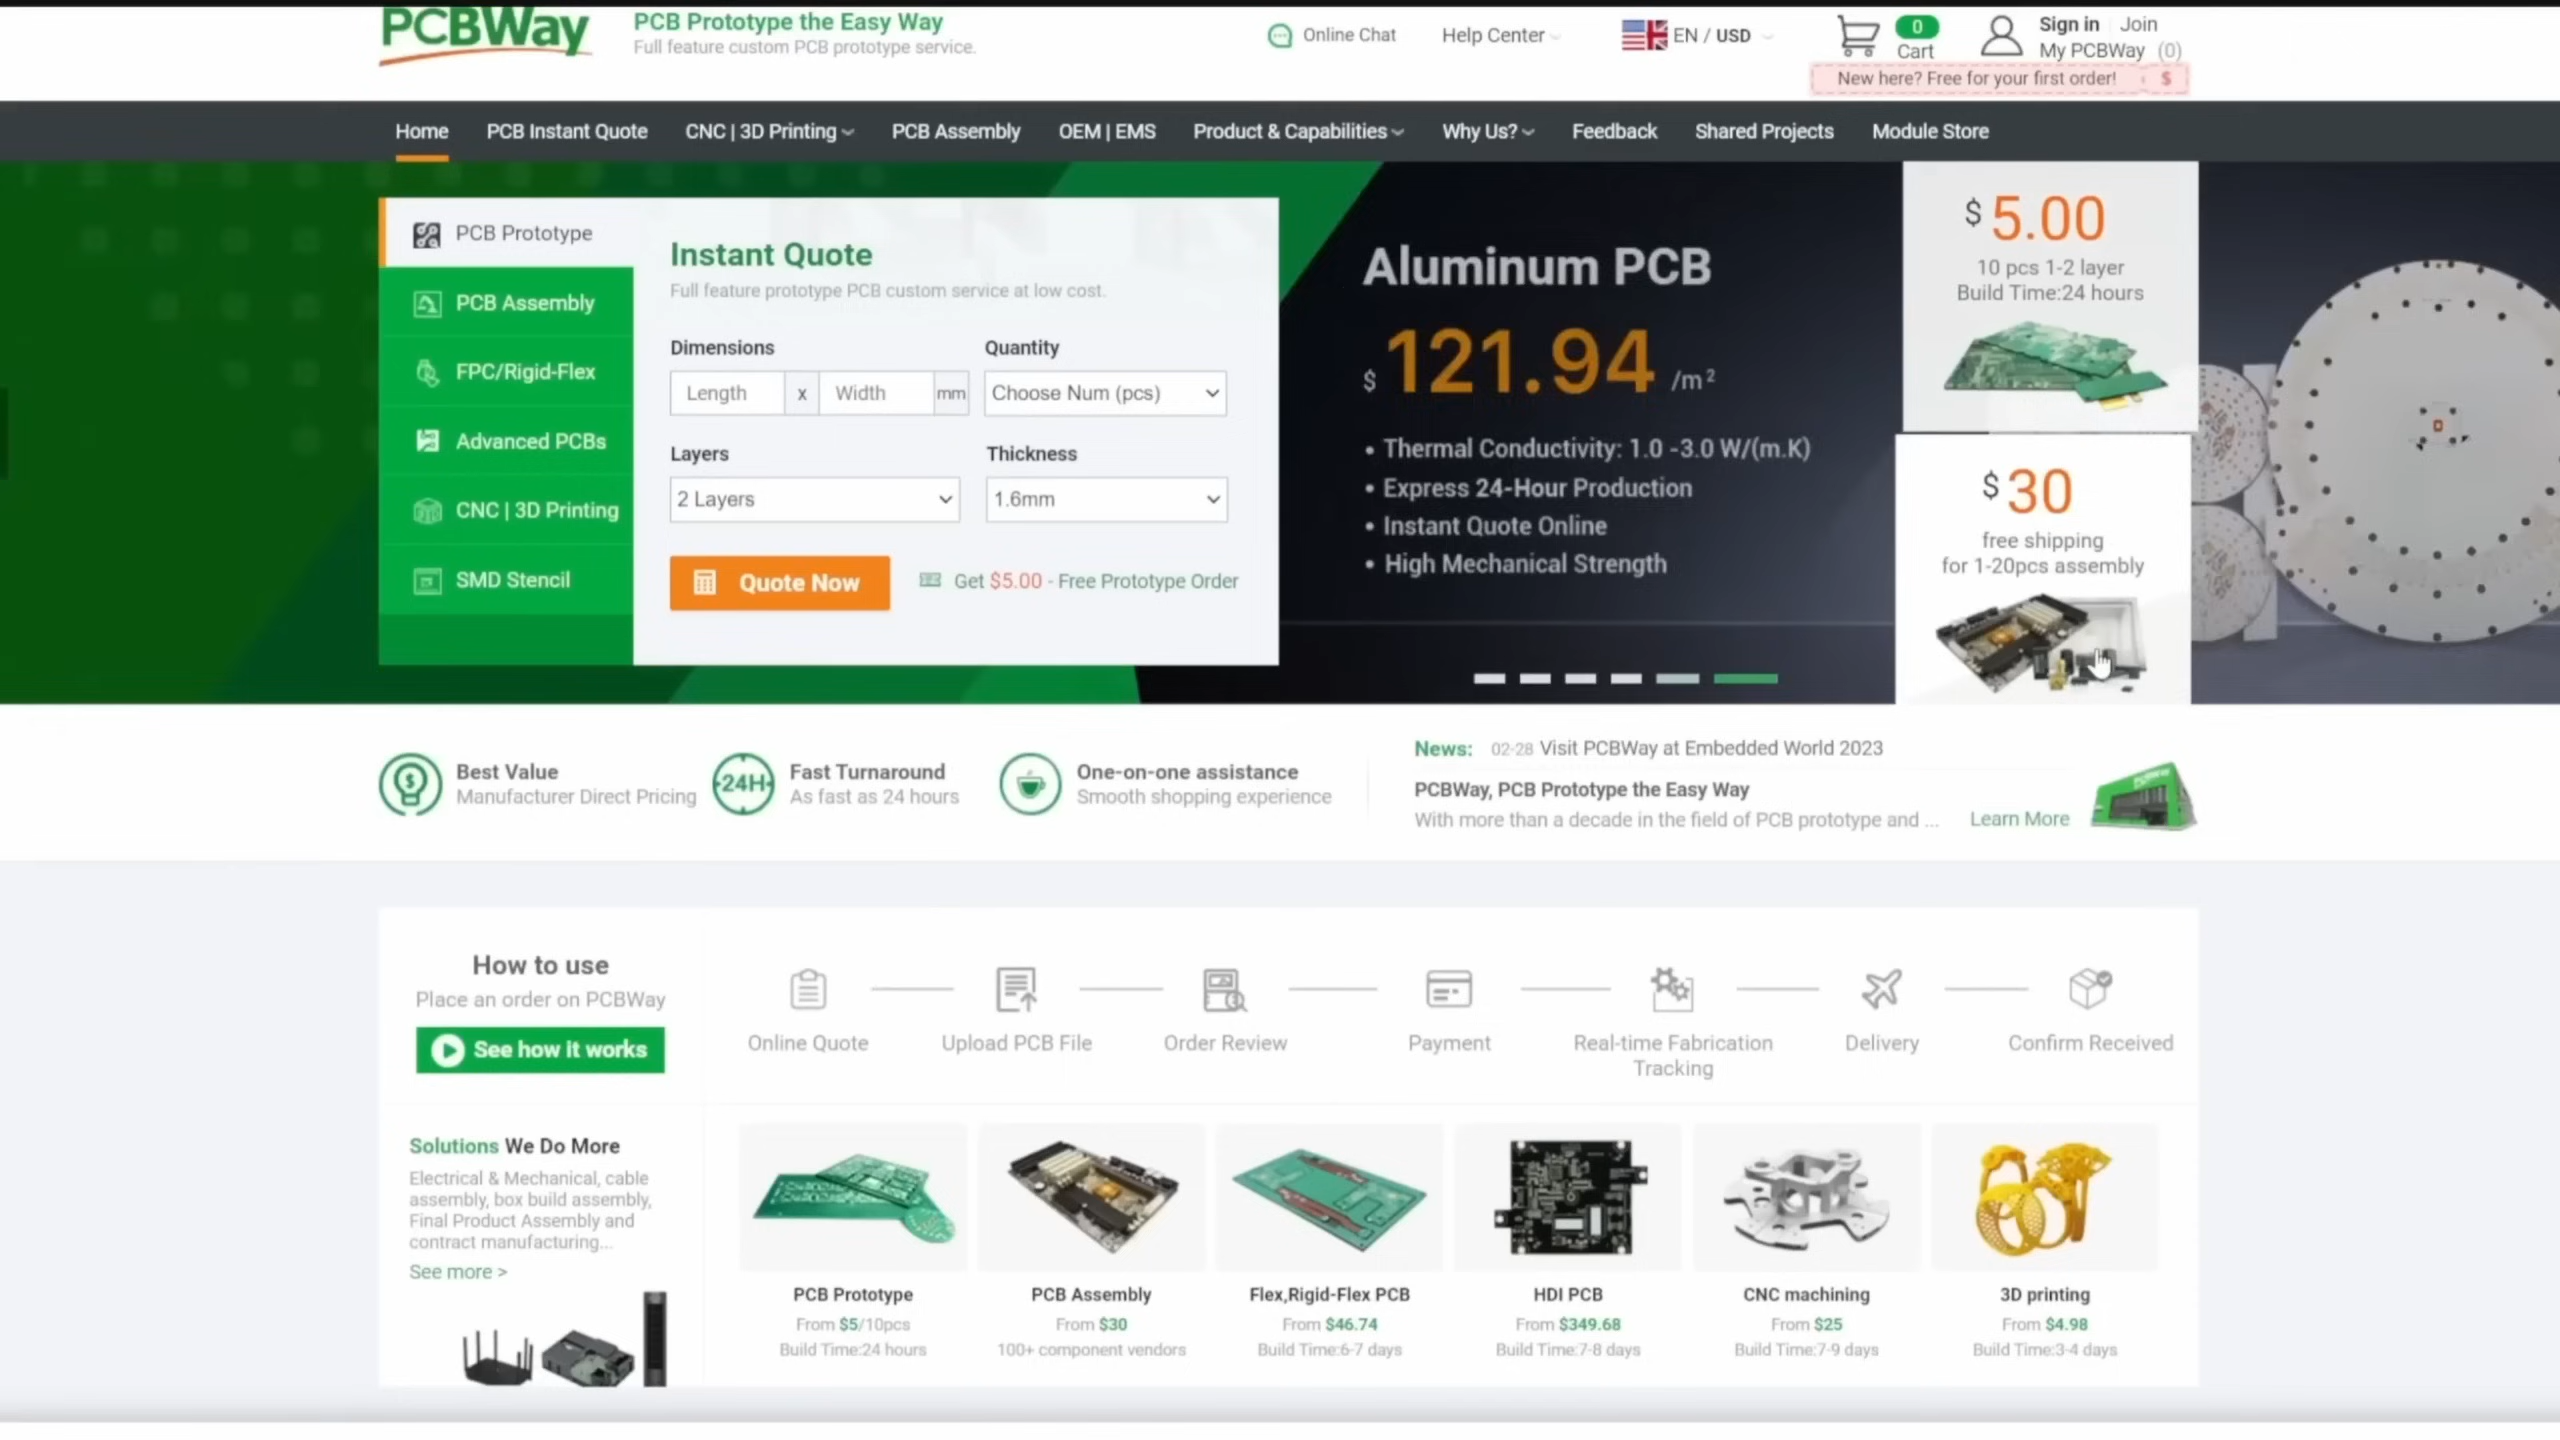 PCBWay
PCB Prototype the Easy Way
Full feature custom PCB prototype service.
Online Chat
Help Center
EN / USD
0
Cart
Sign in Join
My PCBWay (0)
New here? Free for your first order! $
Home
PCB Instant Quote
CNC | 3D Printing
PCB Assembly
OEM | EMS
Product & Capabilities
Why Us?
Feedback
Shared Projects
Module Store
PCB Prototype
PCB Assembly
FPC/Rigid-Flex
Advanced PCBs
CNC | 3D Printing
SMD Stencil
Instant Quote
Full feature prototype PCB custom service at low cost.
Dimensions
Quantity
Length x Width mm
Choose Num (pcs)
Layers
Thickness
2 Layers
1.6mm
Quote Now
Get $5.00 - Free Prototype Order
Aluminum PCB
$ 121.94 /m²
• Thermal Conductivity: 1.0 -3.0 W/(m.K)
• Express 24-Hour Production
• Instant Quote Online
• High Mechanical Strength
$ 5.00
10 pcs 1-2 layer
Build Time:24 hours
$ 30
free shipping
for 1-20pcs assembly
Best Value
Manufacturer Direct Pricing
24H
Fast Turnaround
As fast as 24 hours
One-on-one assistance
Smooth shopping experience
News: 02-28 Visit PCBWay at Embedded World 2023
PCBWay, PCB Prototype the Easy Way
With more than a decade in the field of PCB prototype and ...
Learn More
How to use
Place an order on PCBWay
See how it works
Online Quote
Upload PCB File
Order Review
Payment
Real-time Fabrication
Tracking
Delivery
Confirm Received
Solutions We Do More
Electrical & Mechanical, cable
assembly, box build assembly,
Final Product Assembly and
contract manufacturing...
See more >
PCB Prototype
From $5/10pcs
Build Time:24 hours
PCB Assembly
From $30
100+ component vendors
Flex,Rigid-Flex PCB
From $46.74
Build Time:6-7 days
HDI PCB
From $349.68
Build Time:7-8 days
CNC machining
From $25
Build Time:7-9 days
3D printing
From $4.98
Build Time:3-4 days